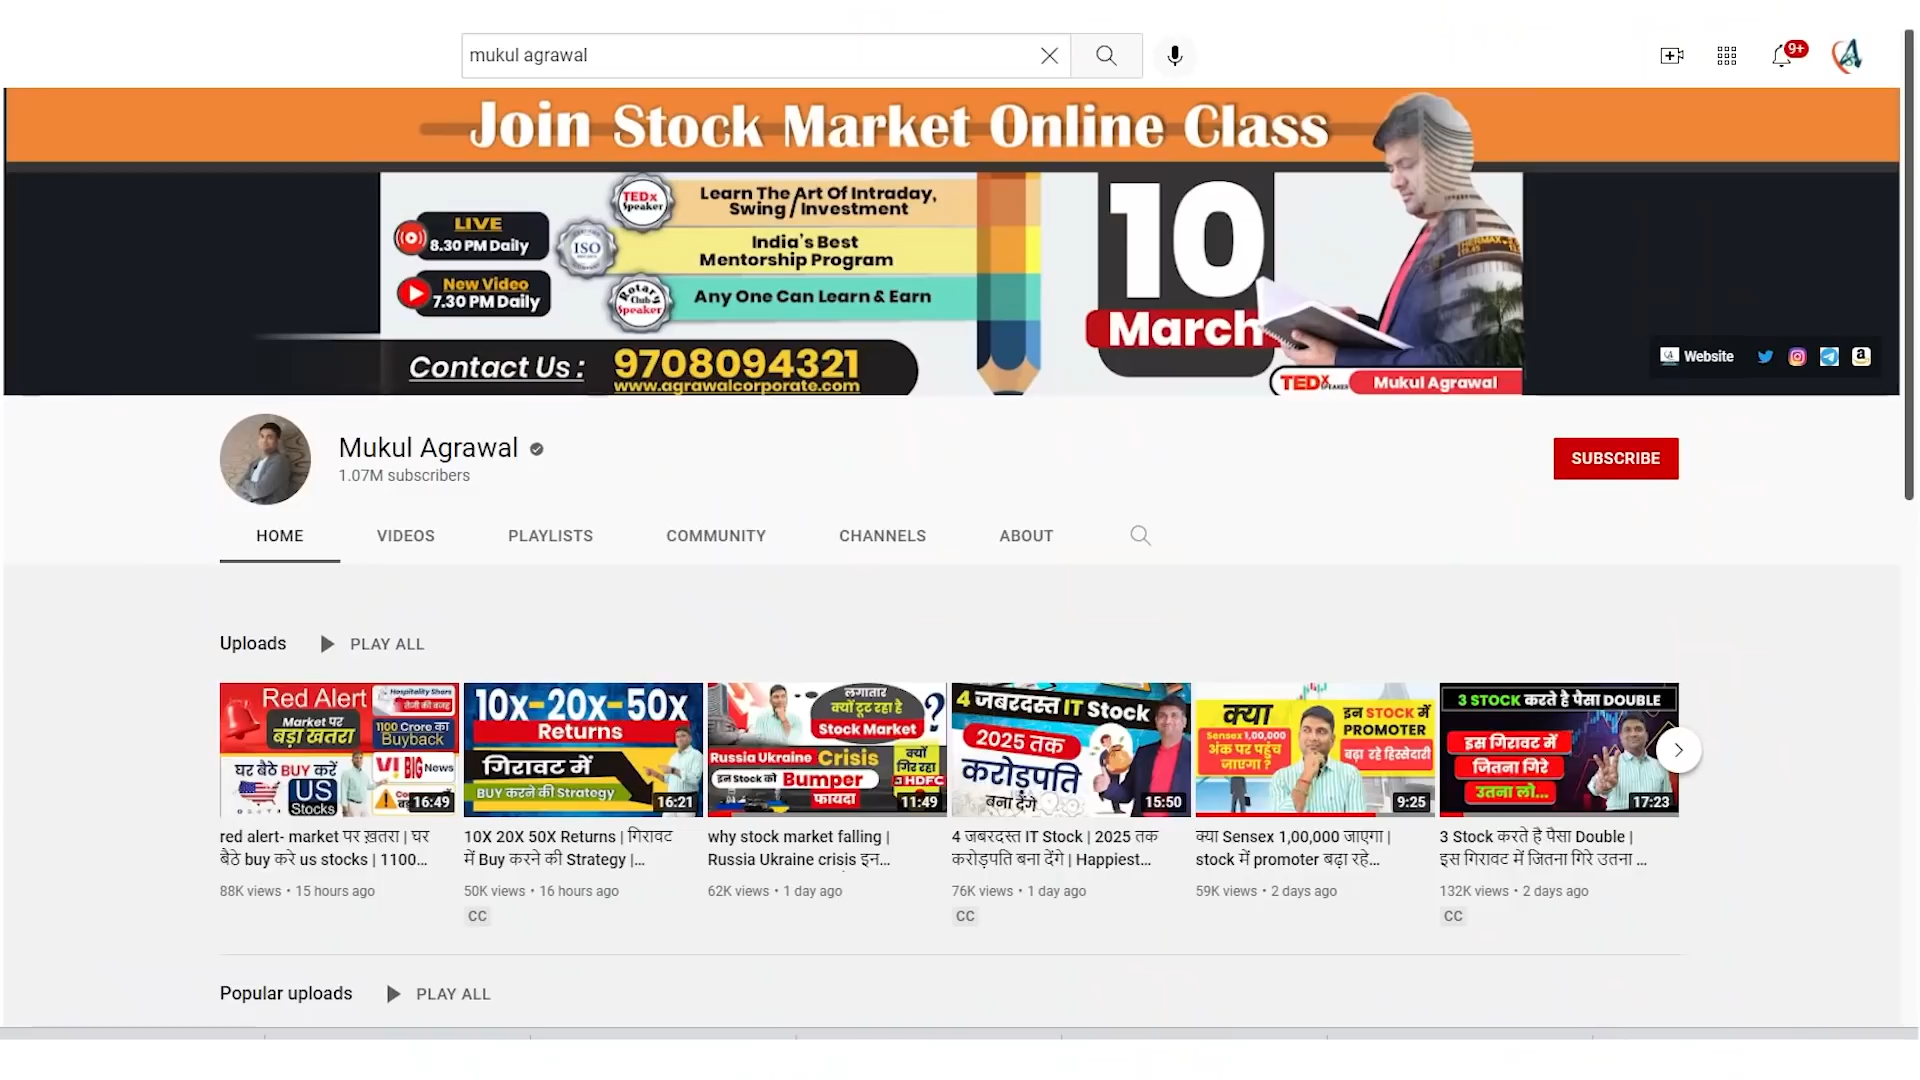 mukul agrawal
9+
Join Stock Market Online Class
LIVE
8.30 PM Daily
New Video
7.30 PM Daily
TEDx
Speaker
ISO
Rotary
Club
Speaker
Learn The Art Of Intraday,
Swing/Investment
India's Best
Mentorship Program
Any One Can Learn & Earn
10
March
Contact Us :
9708094321
www.agrawalcorporate.com
TEDx SPEAKER
Mukul Agrawal
Website
Mukul Agrawal
1.07M subscribers
SUBSCRIBE
HOME
VIDEOS
PLAYLISTS
COMMUNITY
CHANNELS
ABOUT
Uploads
PLAY ALL
Red Alert
Market पर
बड़ा खतरा
Hospitality Share
तेजी की वजह
1100 Crore का
Buyback
घर बैठे BUY करें
US
Stocks
V! BIG News
16:49
10x-20x-50x
Returns
गिरावट में
BUY करने की Strategy
16:21
लगातार
क्यों टूट रहा है
Stock Market
?
Russia Ukraine Crisis
इन Stock को Bumper
फायदा
क्यों
गिर रहा
HDFC
11:49
4 जबरदस्त IT Stock
2025 तक
करोड़पति
बना देंगे
15:50
क्या
Sensex 1,00,000
अंक पर पहुंच
जाएगा ?
इन STOCK में
PROMOTER
बढ़ा रहे हिस्सेदारी
9:25
3 STOCK करते है पैसा DOUBLE
इस गिरावट में
जितना गिरे
उतना लो...
17:23
red alert- market पर ख़तरा | घर
बैठे buy करे us stocks | 1100...
88K views • 15 hours ago
10X 20X 50X Returns | गिरावट
में Buy करने की Strategy |...
50K views • 16 hours ago
CC
why stock market falling |
Russia Ukraine crisis इन...
62K views • 1 day ago
4 जबरदस्त IT Stock | 2025 तक
करोड़पति बना देंगे | Happiest...
76K views • 1 day ago
CC
क्या Sensex 1,00,000 जाएगा |
stock में promoter बढ़ा रहे...
59K views • 2 days ago
3 Stock करते है पैसा Double |
इस गिरावट में जितना गिरे उतना ...
132K views • 2 days ago
CC
Popular uploads
PLAY ALL